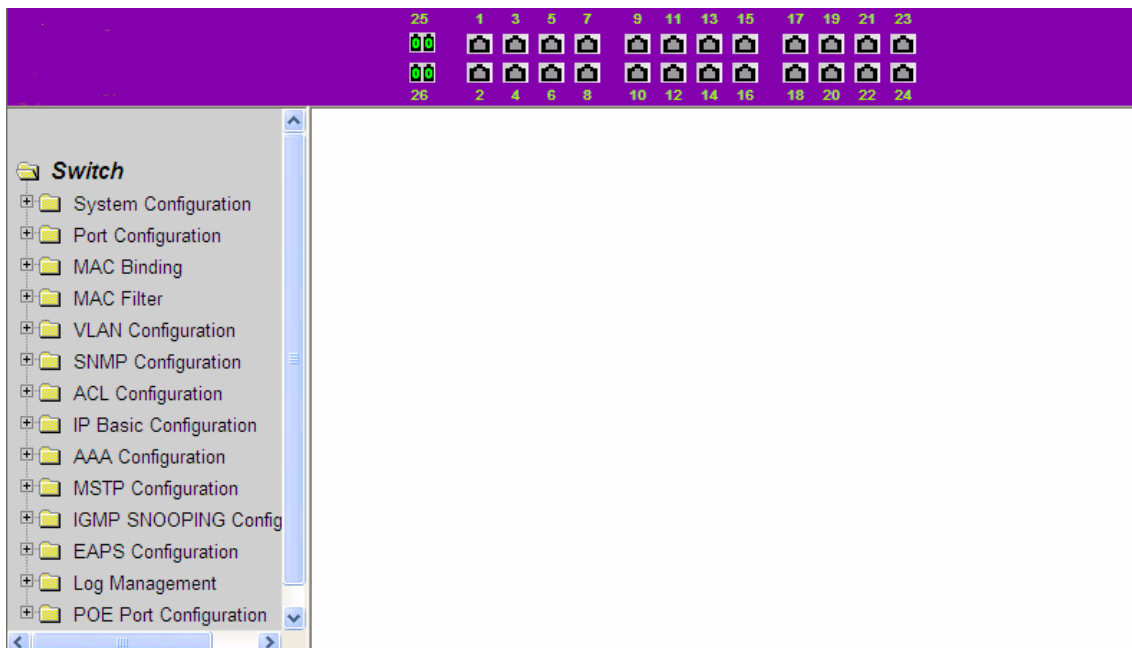 25 1 3 5 7 9 11 13 15 17 19 21 23
26 2 4 6 8 10 12 14 16 18 20 22 24
Switch
System Configuration
Port Configuration
MAC Binding
MAC Filter
VLAN Configuration
SNMP Configuration
ACL Configuration
IP Basic Configuration
AAA Configuration
MSTP Configuration
IGMP SNOOPING Config
EAPS Configuration
Log Management
POE Port Configuration